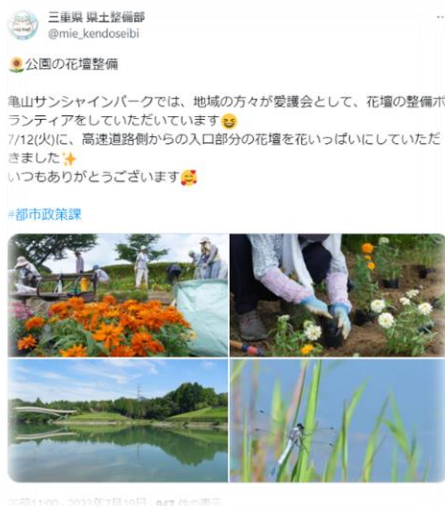 三重県 県土整備部
@mie_kendoseibi
🌻公園の花壇整備
亀山サンシャインパークでは、地域の方々が愛護会として、花壇の整備ボ
ランティアをしていただいています😆
7/12(火)に、高速道路側からの入口部分の花壇を花いっぱいにしていただ
きました✨
いつもありがとうございます🥰
#都市政策課